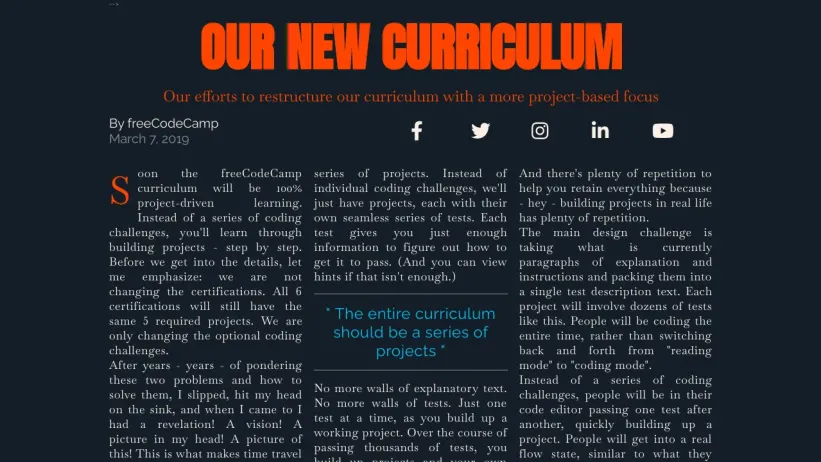 OUR NEW CURRICULUM
Our efforts to restructure our curriculum with a more project-based focus
By freeCodeCamp
March 7, 2019
Soon the freeCodeCamp
curriculum will be 100%
project-driven learning.
Instead of a series of coding
challenges, you'll learn through
building projects - step by step.
Before we get into the details, let
me emphasize: we are not
changing the certifications. All 6
certifications will still have the
same 5 required projects. We are
only changing the optional coding
challenges.
After years - years - of pondering
these two problems and how to
solve them, I slipped, hit my head
on the sink, and when I came to I
had a revelation! A vision! A
picture in my head! A picture of
this! This is what makes time travel
series of projects. Instead of
individual coding challenges, we'll
just have projects, each with their
own seamless series of tests. Each
test gives you just enough
information to figure out how to
get it to pass. (And you can view
hints if that isn't enough.)
" The entire curriculum
should be a series of
projects "
No more walls of explanatory text.
No more walls of tests. Just one
test at a time, as you build up a
working project. Over the course of
passing thousands of tests, you
build up projects and your own
And there's plenty of repetition to
help you retain everything because
- hey - building projects in real life
has plenty of repetition.
The main design challenge is
taking what is currently
paragraphs of explanation and
instructions and packing them into
a single test description text. Each
project will involve dozens of tests
like this. People will be coding the
entire time, rather than switching
back and forth from "reading
mode" to "coding mode".
Instead of a series of coding
challenges, people will be in their
code editor passing one test after
another, quickly building up a
project. People will get into a real
flow state, similar to what they